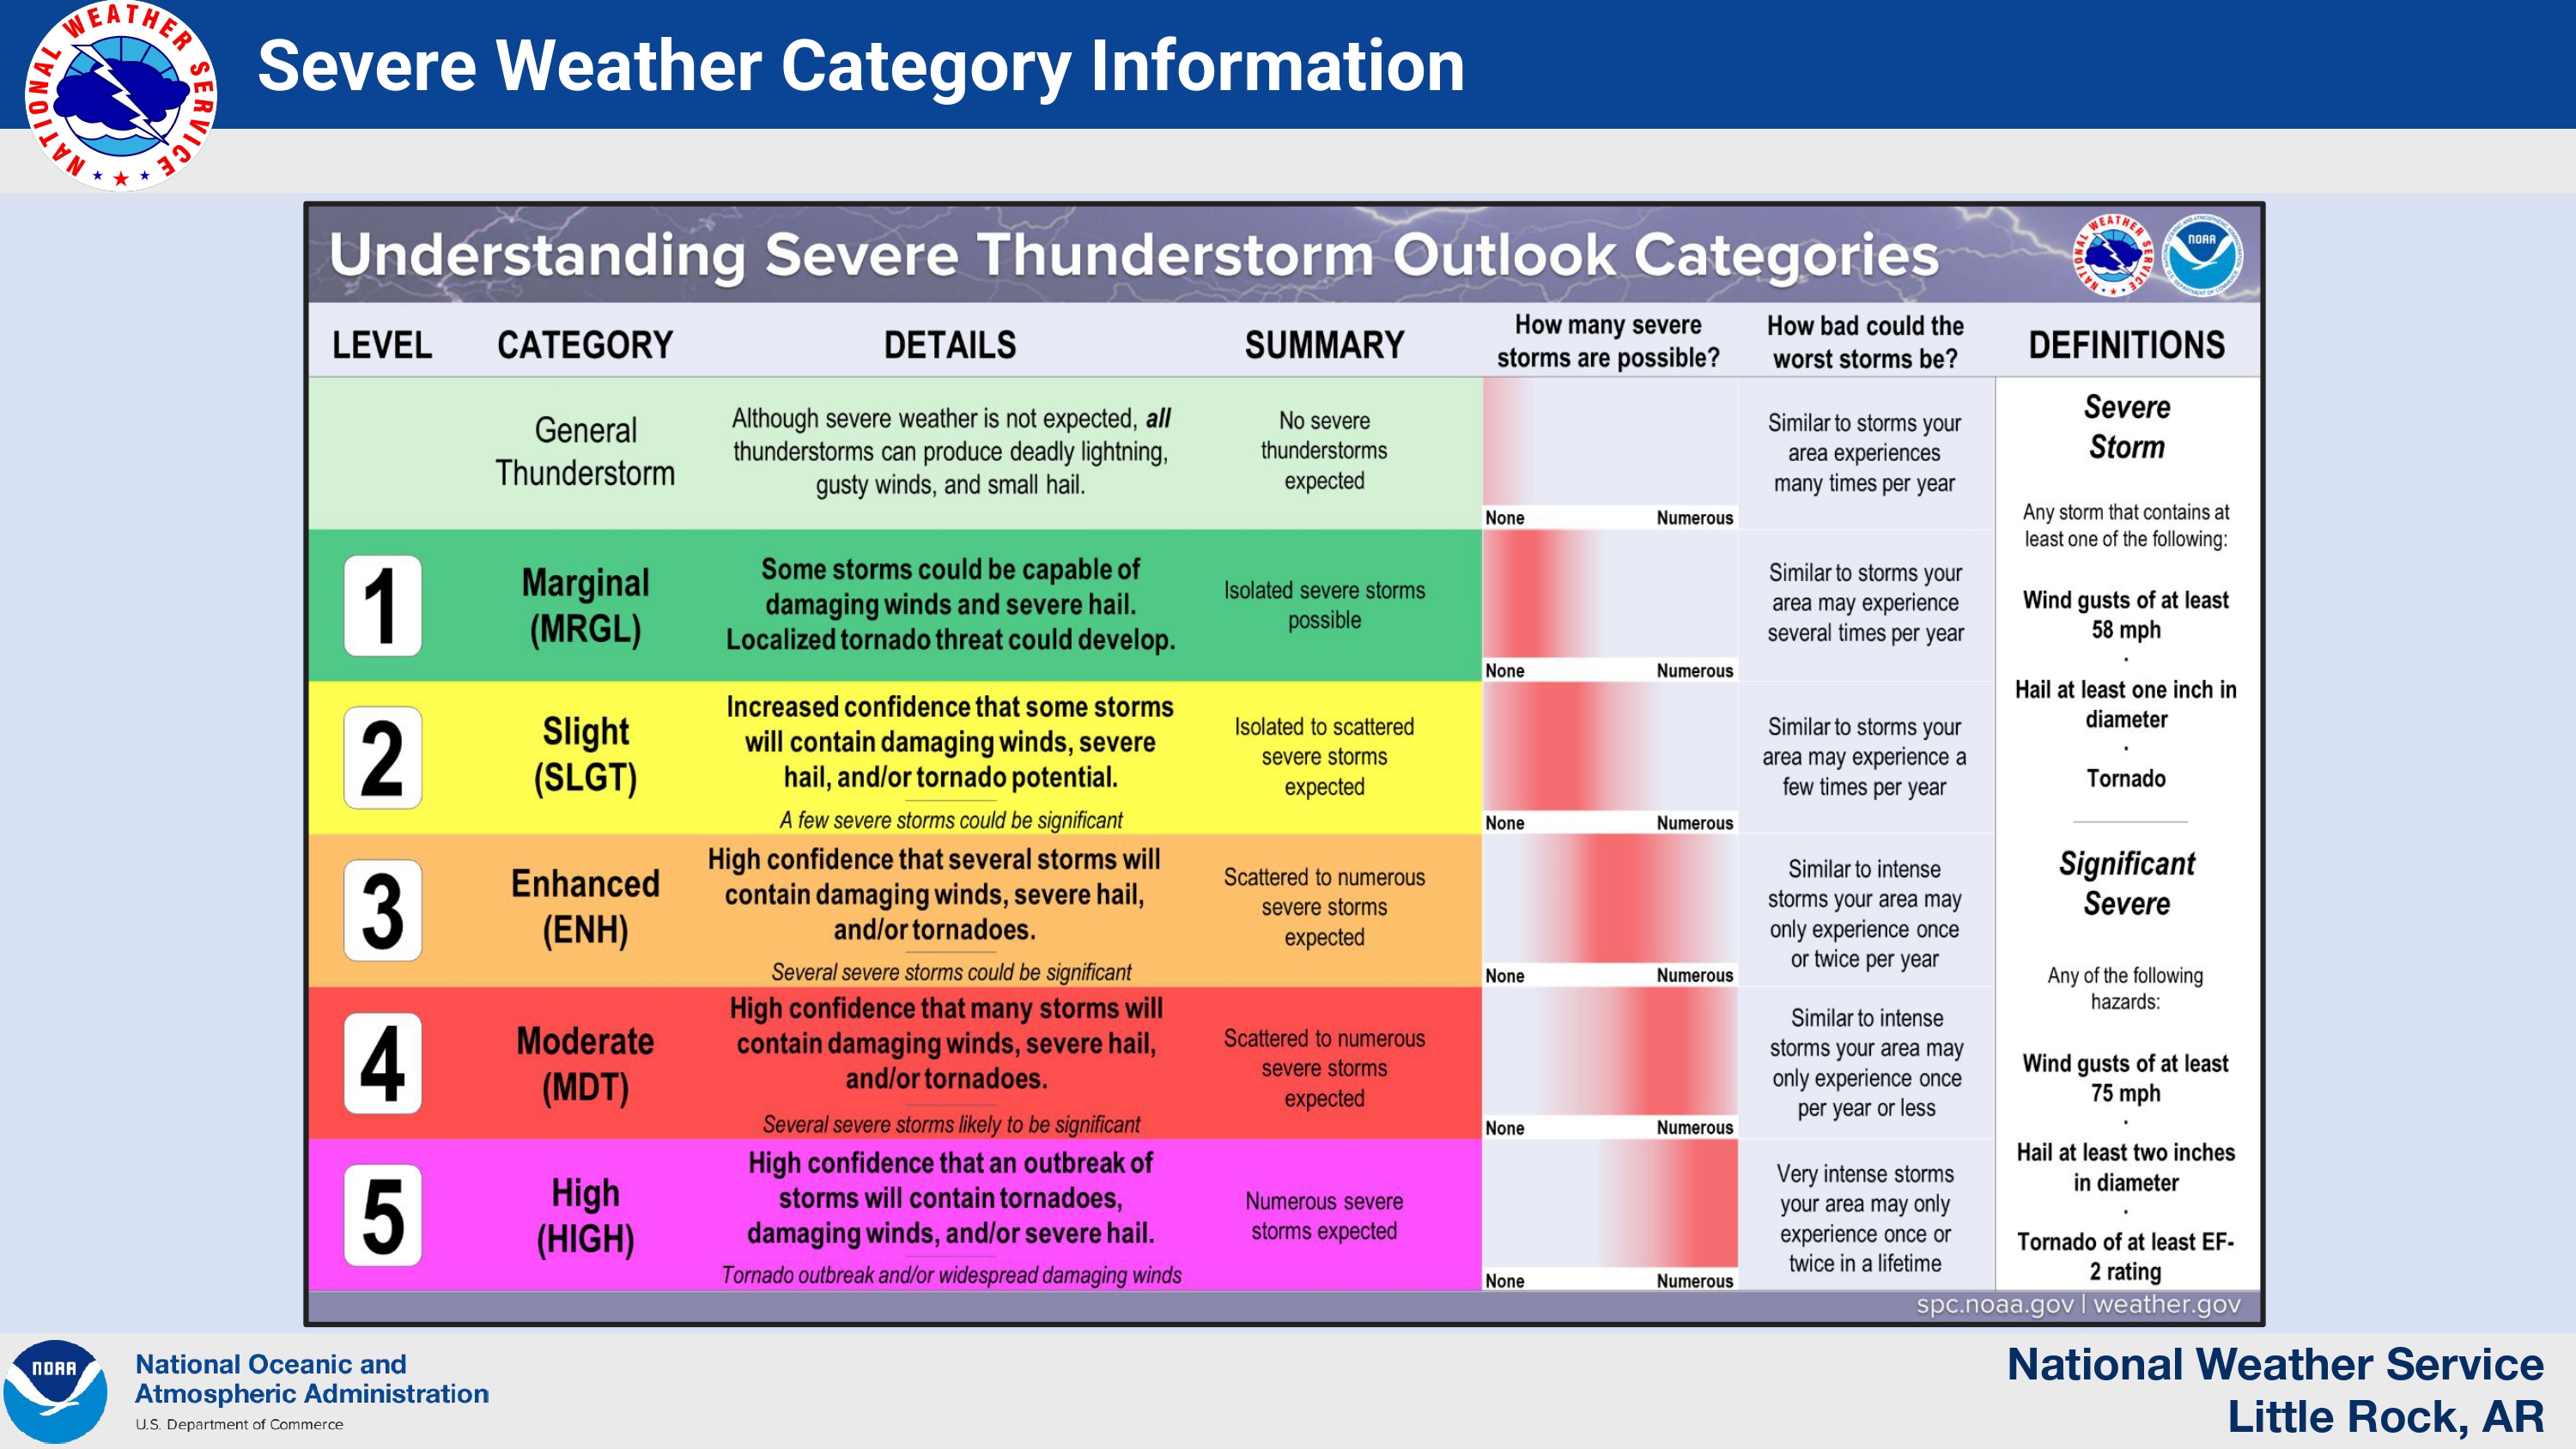 NATIONAL WEATHER SERVICE
Severe Weather Category Information
Understanding Severe Thunderstorm Outlook Categories
NATIONAL WEATHER SERVICE
NOAA
LEVEL
CATEGORY
DETAILS
SUMMARY
How many severe
storms are possible?
How bad could the
worst storms be?
DEFINITIONS
General
Thunderstorm
Although severe weather is not expected, all
thunderstorms can produce deadly lightning,
gusty winds, and small hail.
No severe
thunderstorms
expected
None
Numerous
Similar to storms your
area experiences
many times per year
1
Marginal
(MRGL)
Some storms could be capable of
damaging winds and severe hail.
Localized tornado threat could develop.
Isolated severe storms
possible
None
Numerous
Similar to storms your
area may experience
several times per year
2
Slight
(SLGT)
Increased confidence that some storms
will contain damaging winds, severe
hail, and/or tornado potential.
A few severe storms could be significant
Isolated to scattered
severe storms
expected
None
Numerous
Similar to storms your
area may experience a
few times per year
3
Enhanced
(ENH)
High confidence that several storms will
contain damaging winds, severe hail,
and/or tornadoes.
Several severe storms could be significant
Scattered to numerous
severe storms
expected
None
Numerous
Similar to intense
storms your area may
only experience once
or twice per year
4
Moderate
(MDT)
High confidence that many storms will
contain damaging winds, severe hail,
and/or tornadoes.
Several severe storms likely to be significant
Scattered to numerous
severe storms
expected
None
Numerous
Similar to intense
storms your area may
only experience once
per year or less
5
High
(HIGH)
High confidence that an outbreak of
storms will contain tornadoes,
damaging winds, and/or severe hail.
Tornado outbreak and/or widespread damaging winds
Numerous severe
storms expected
None
Numerous
Very intense storms
your area may only
experience once or
twice in a lifetime
Severe
Storm
Any storm that contains at
least one of the following:
Wind gusts of at least
58 mph
·
Hail at least one inch in
diameter
·
Tornado
Significant
Severe
Any of the following
hazards:
Wind gusts of at least
75 mph
·
Hail at least two inches
in diameter
·
Tornado of at least EF-
2 rating
spc.noaa.gov | weather.gov
NOAA
National Oceanic and
Atmospheric Administration
U.S. Department of Commerce
National Weather Service
Little Rock, AR